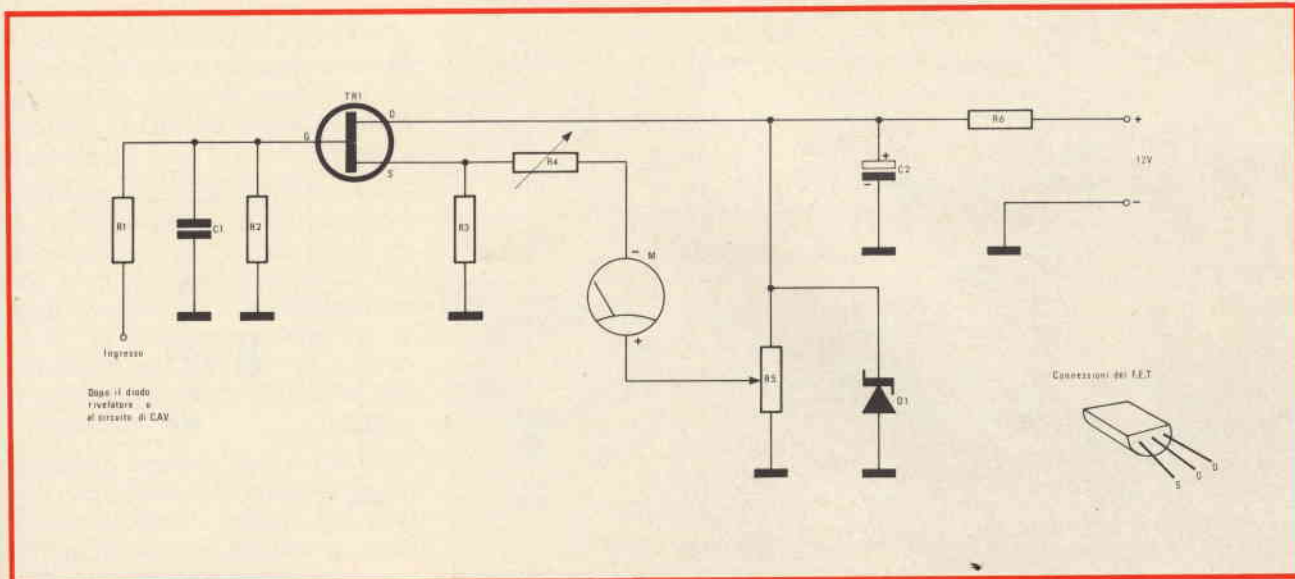 TR1
D
G
S
R1
C1
R2
R3
R4
- M
+
R5
D1
+
C2
-
R6
+
12V
-
Ingresso
Dopo il diodo
rivelatore o
al circuito di CAV.
Connessioni del F.E.T.
S
G
D